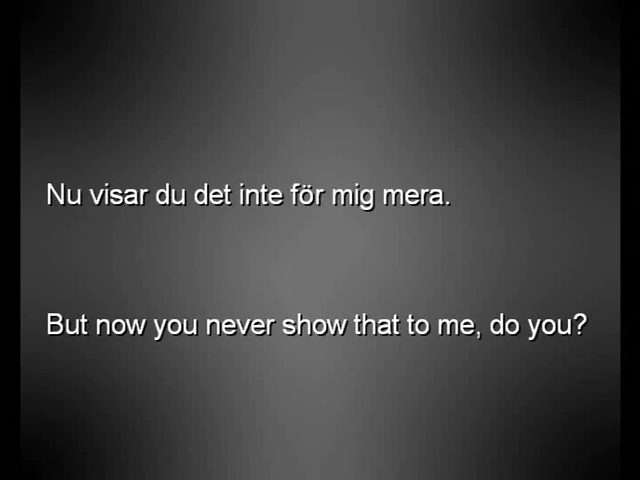 Nu visar du det inte för mig mera.
But now you never show that to me, do you?